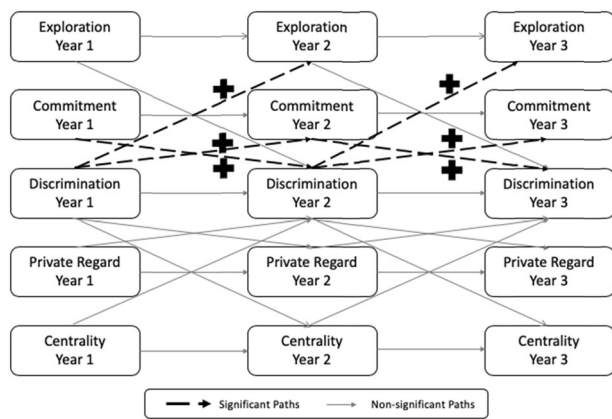 Exploration
Year 1
Exploration
Year 2
Exploration
Year 3
Commitment
Year 1
Commitment
Year 2
Commitment
Year 3
Discrimination
Year 1
Discrimination
Year 2
Discrimination
Year 3
Private Regard
Year 1
Private Regard
Year 2
Private Regard
Year 3
Centrality
Year 1
Centrality
Year 2
Centrality
Year 3
Significant Paths
Non-significant Paths